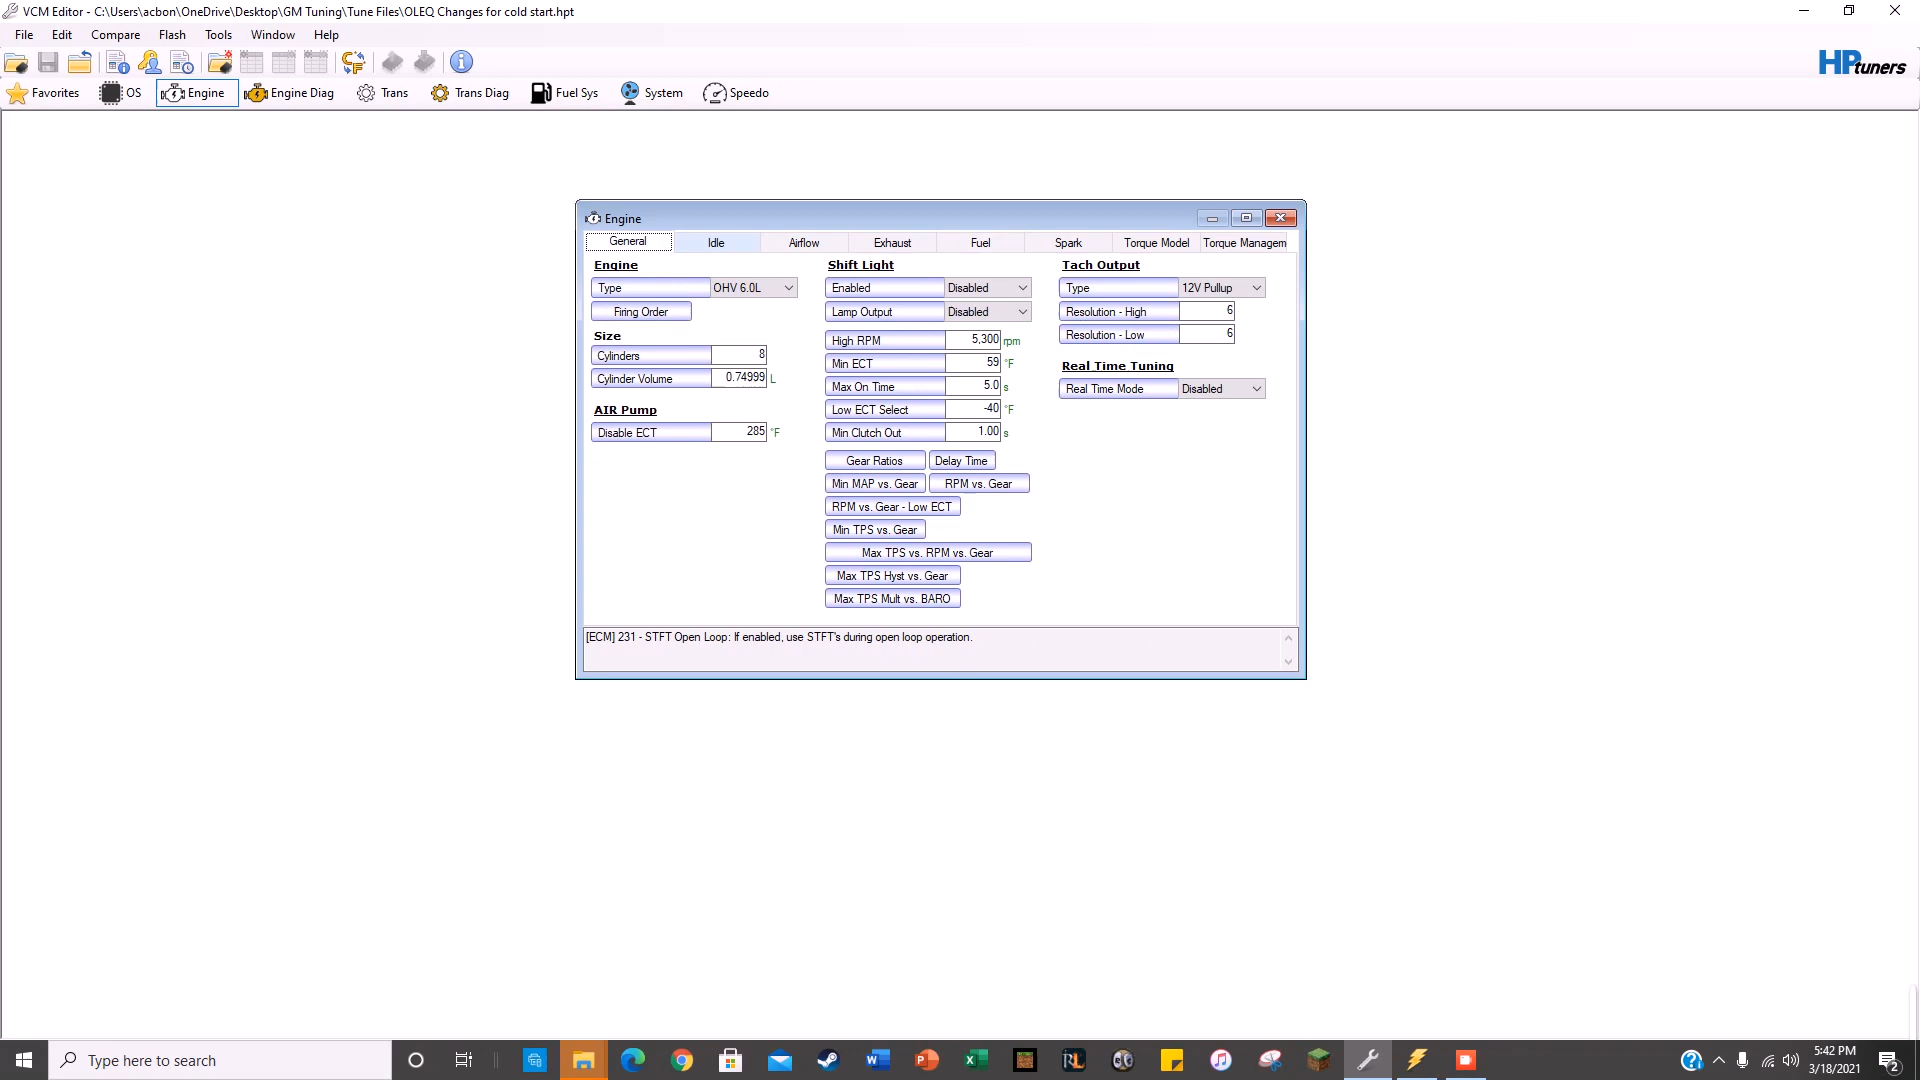 VCM Editor - C:\Users\acbon\OneDrive\Desktop\GM Tuning\Tune Files\OLEQ Changes for cold start.hpt
File Edit Compare Flash Tools Window Help
HPtuners
Favorites OS Engine Engine Diag Trans Trans Diag Fuel Sys System Speedo
Engine
General Idle Airflow Exhaust Fuel Spark Torque Model Torque Managem
Engine
Type OHV 6.0L
Firing Order
Size
Cylinders 8
Cylinder Volume 0.74999 L
AIR Pump
Disable ECT 285 °F
Shift Light
Enabled Disabled
Lamp Output Disabled
High RPM 5,300 rpm
Min ECT 59 °F
Max On Time 5.0 s
Low ECT Select -40 °F
Min Clutch Out 1.00 s
Gear Ratios Delay Time
Min MAP vs. Gear RPM vs. Gear
RPM vs. Gear - Low ECT
Min TPS vs. Gear
Max TPS vs. RPM vs. Gear
Max TPS Hyst vs. Gear
Max TPS Mult vs. BARO
Tach Output
Type 12V Pullup
Resolution - High 6
Resolution - Low 6
Real Time Tuning
Real Time Mode Disabled
[ECM] 231 - STFT Open Loop: If enabled, use STFT's during open loop operation.
Type here to search
5:42 PM
3/18/2021
2